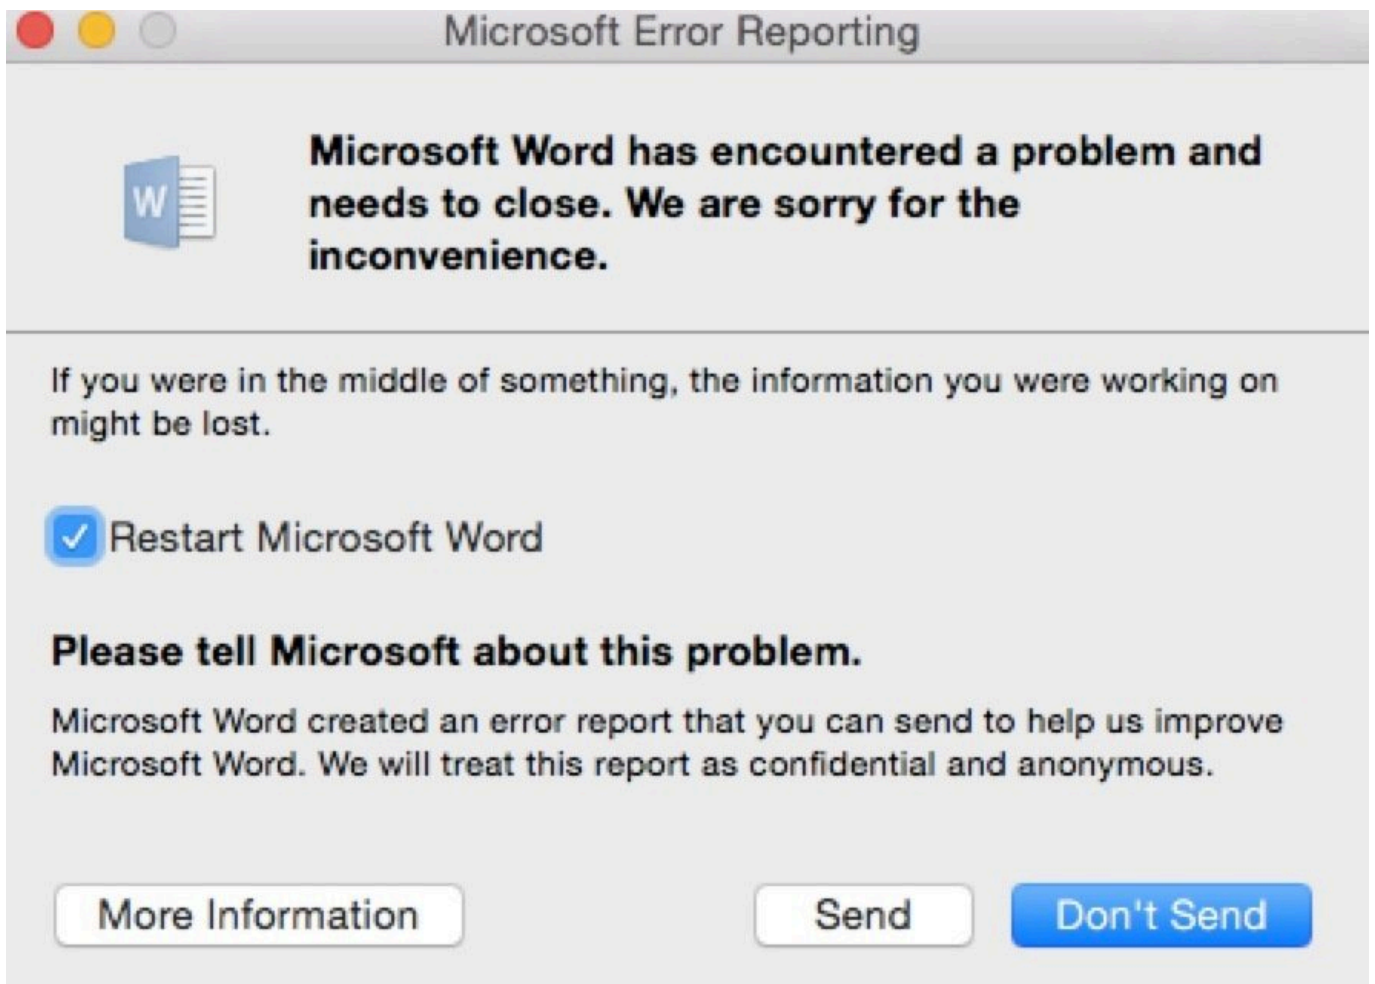 Microsoft Error Reporting
Microsoft Word has encountered a problem and
needs to close. We are sorry for the
inconvenience.
W
If you were in the middle of something, the information you were working on
might be lost.
Restart Microsoft Word
Please tell Microsoft about this problem.
Microsoft Word created an error report that you can send to help us improve
Microsoft Word. We will treat this report as confidential and anonymous.
More Information Send Don't Send